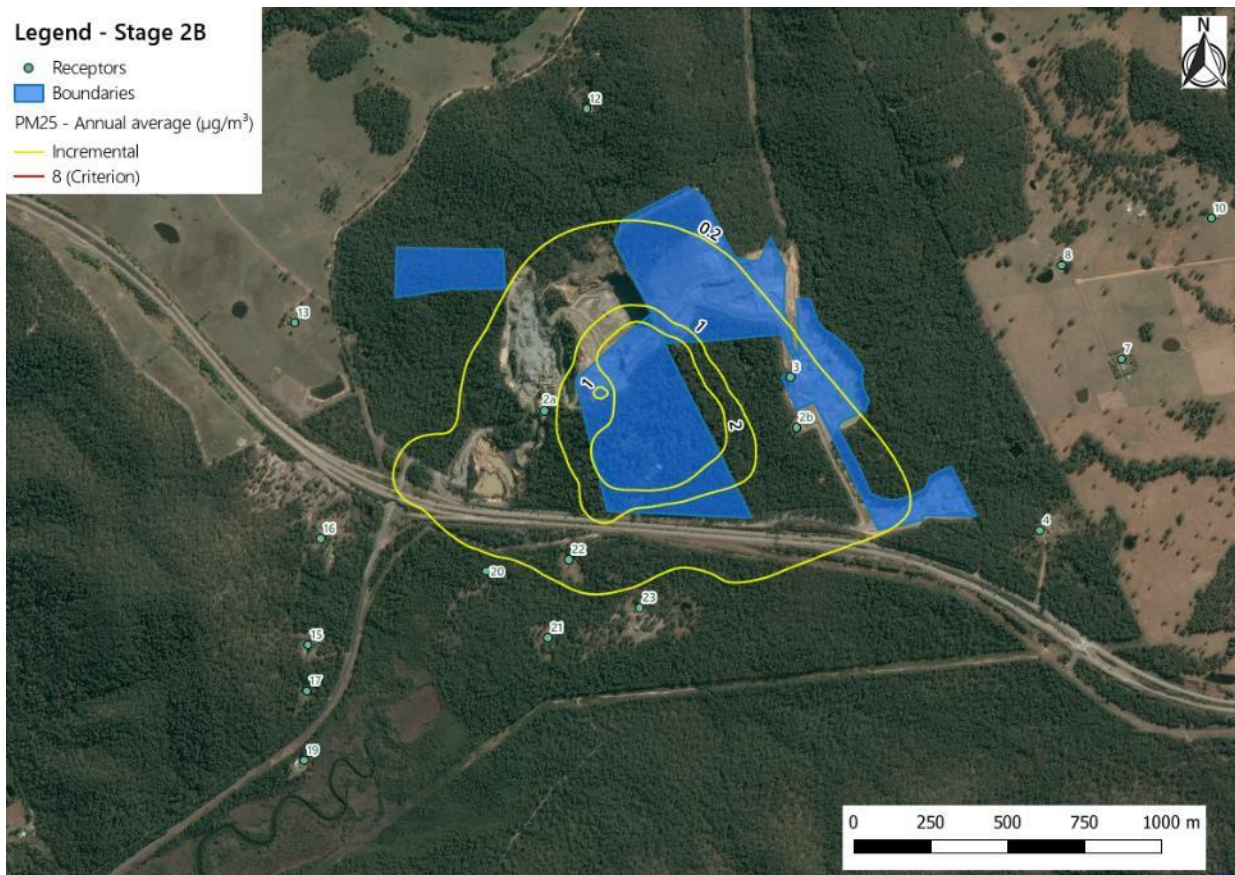 Legend - Stage 2B
Receptors
Boundaries
PM25 - Annual average (µg/m³)
Incremental
8 (Criterion)
N
12
10
0.2
8
13
1
7
3
1
2a
2b
2
4
16
22
20
23
21
15
17
19
0 250 500 750 1000 m